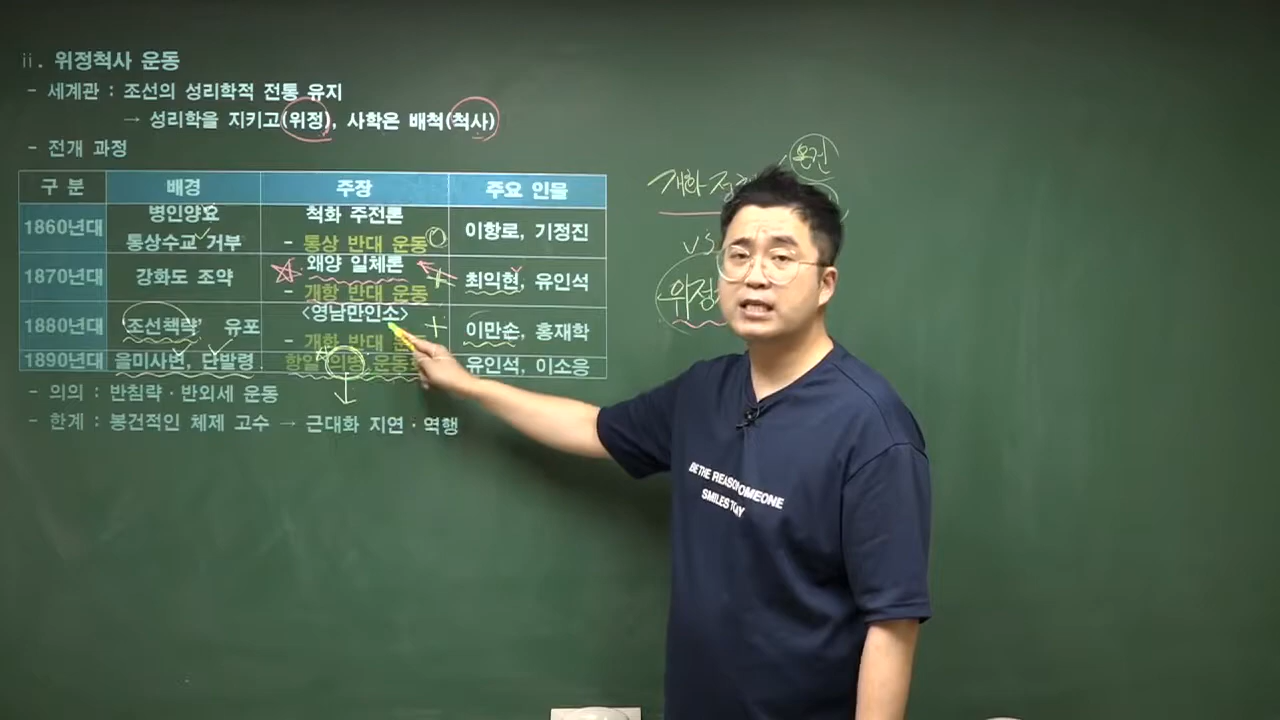 ⅱ. 위정척사 운동
- 세계관 : 조선의 성리학적 전통 유지
→ 성리학을 지키고(위정), 사학은 배척(척사)
- 전개 과정
구 분 배경 주장 주요 인물
1860년대 병인양요 척화 주전론 이항로, 기정진
통상수교 거부 - 통상 반대 운동
1870년대 강화도 조약 왜양 일체론 최익현, 유인석
- 개항 반대 운동
1880년대 조선책략 유포 <영남만인소> 이만손, 홍재학
- 개화 반대 운
1890년대 을미사변, 단발령 항일 의병 운동 유인석, 이소응
- 의의 : 반침략·반외세 운동
- 한계 : 봉건적인 체제 고수 → 근대화 지연·역행
온건
개화
VS
위정
BE THE REASON SOMEONE
SMILES TODAY